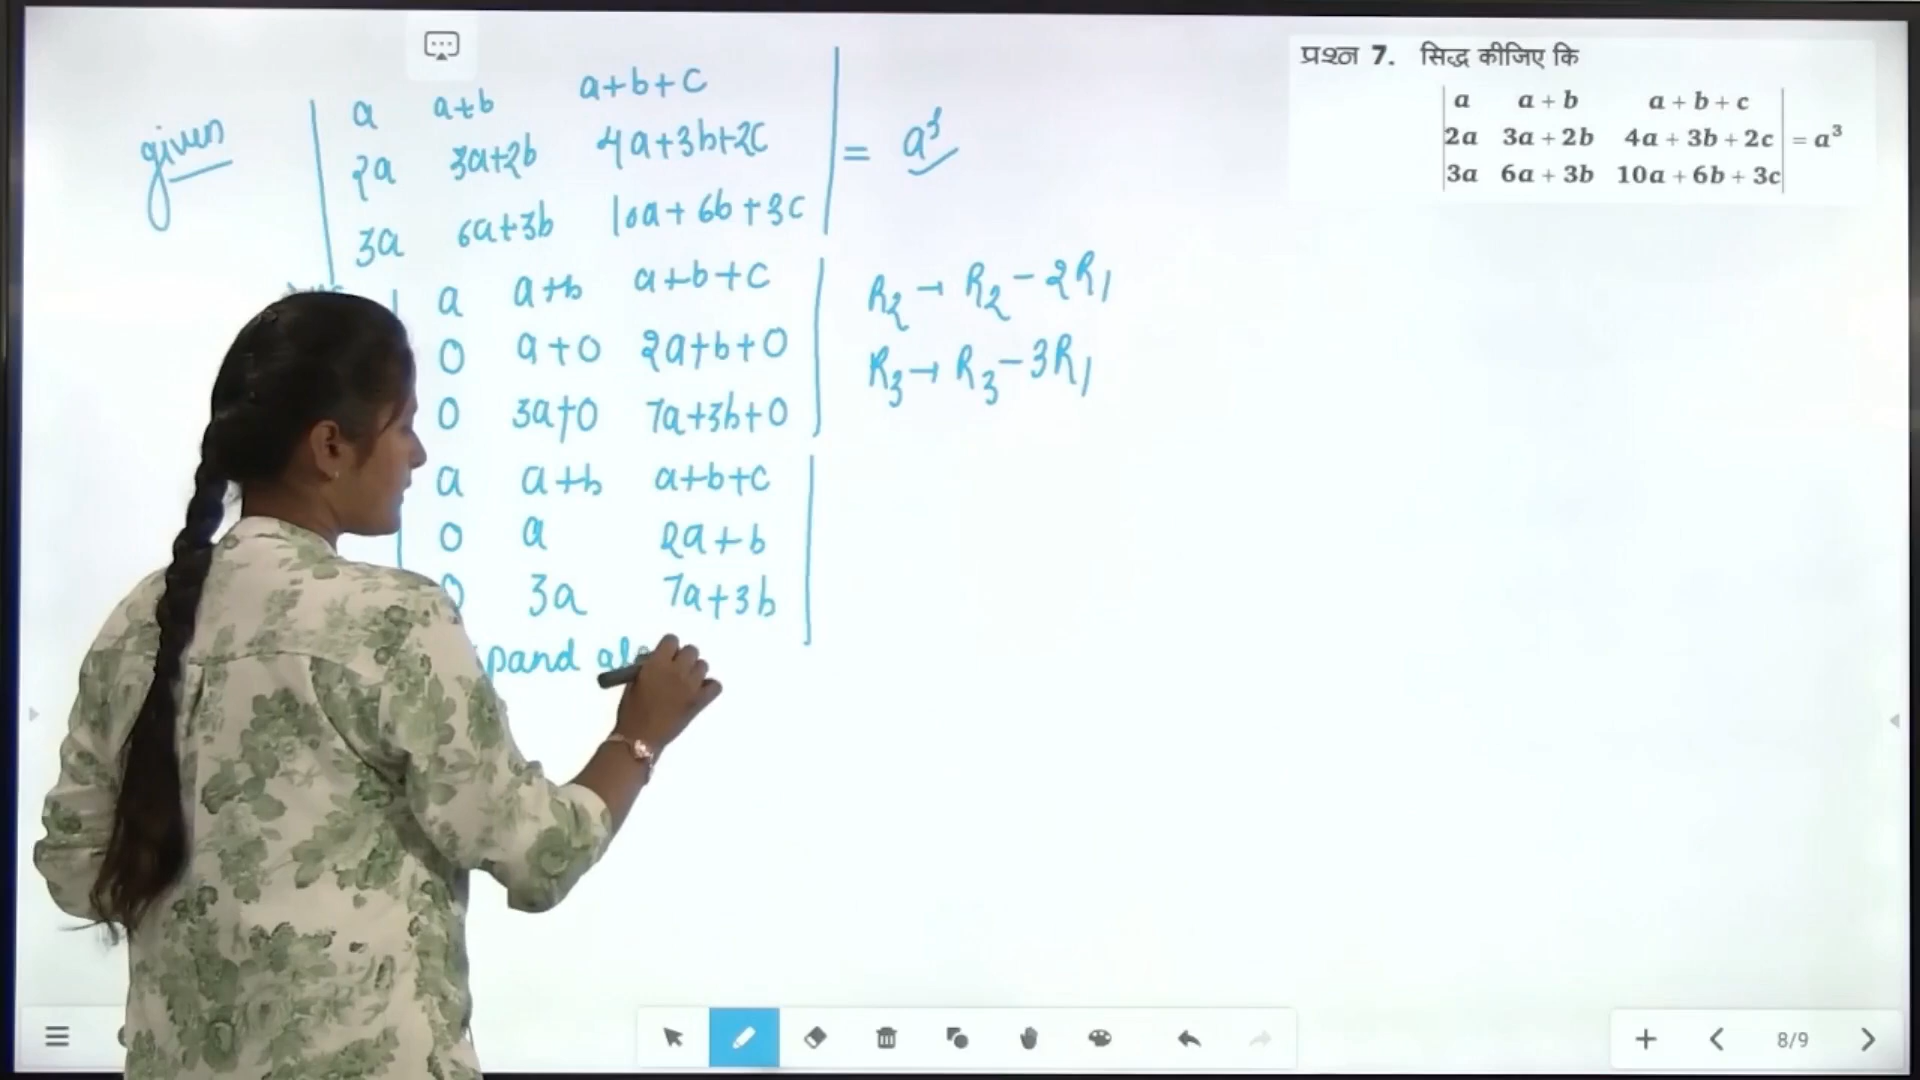 given
a a+b a+b+c
2a 3a+2b 4a+3b+2c = a³
3a 6a+3b 10a+6b+3c
a a+b a+b+c R₂→R₂-2R₁
0 a+0 2a+b+0 R₃→R₃-3R₁
0 3a+0 7a+3b+0
a a+b a+b+c
0 a 2a+b
0 3a 7a+3b
pand al
प्रश्न 7. सिद्ध कीजिए कि
a a + b a + b + c
2a 3a + 2b 4a + 3b + 2c = a³
3a 6a + 3b 10a + 6b + 3c
8/9